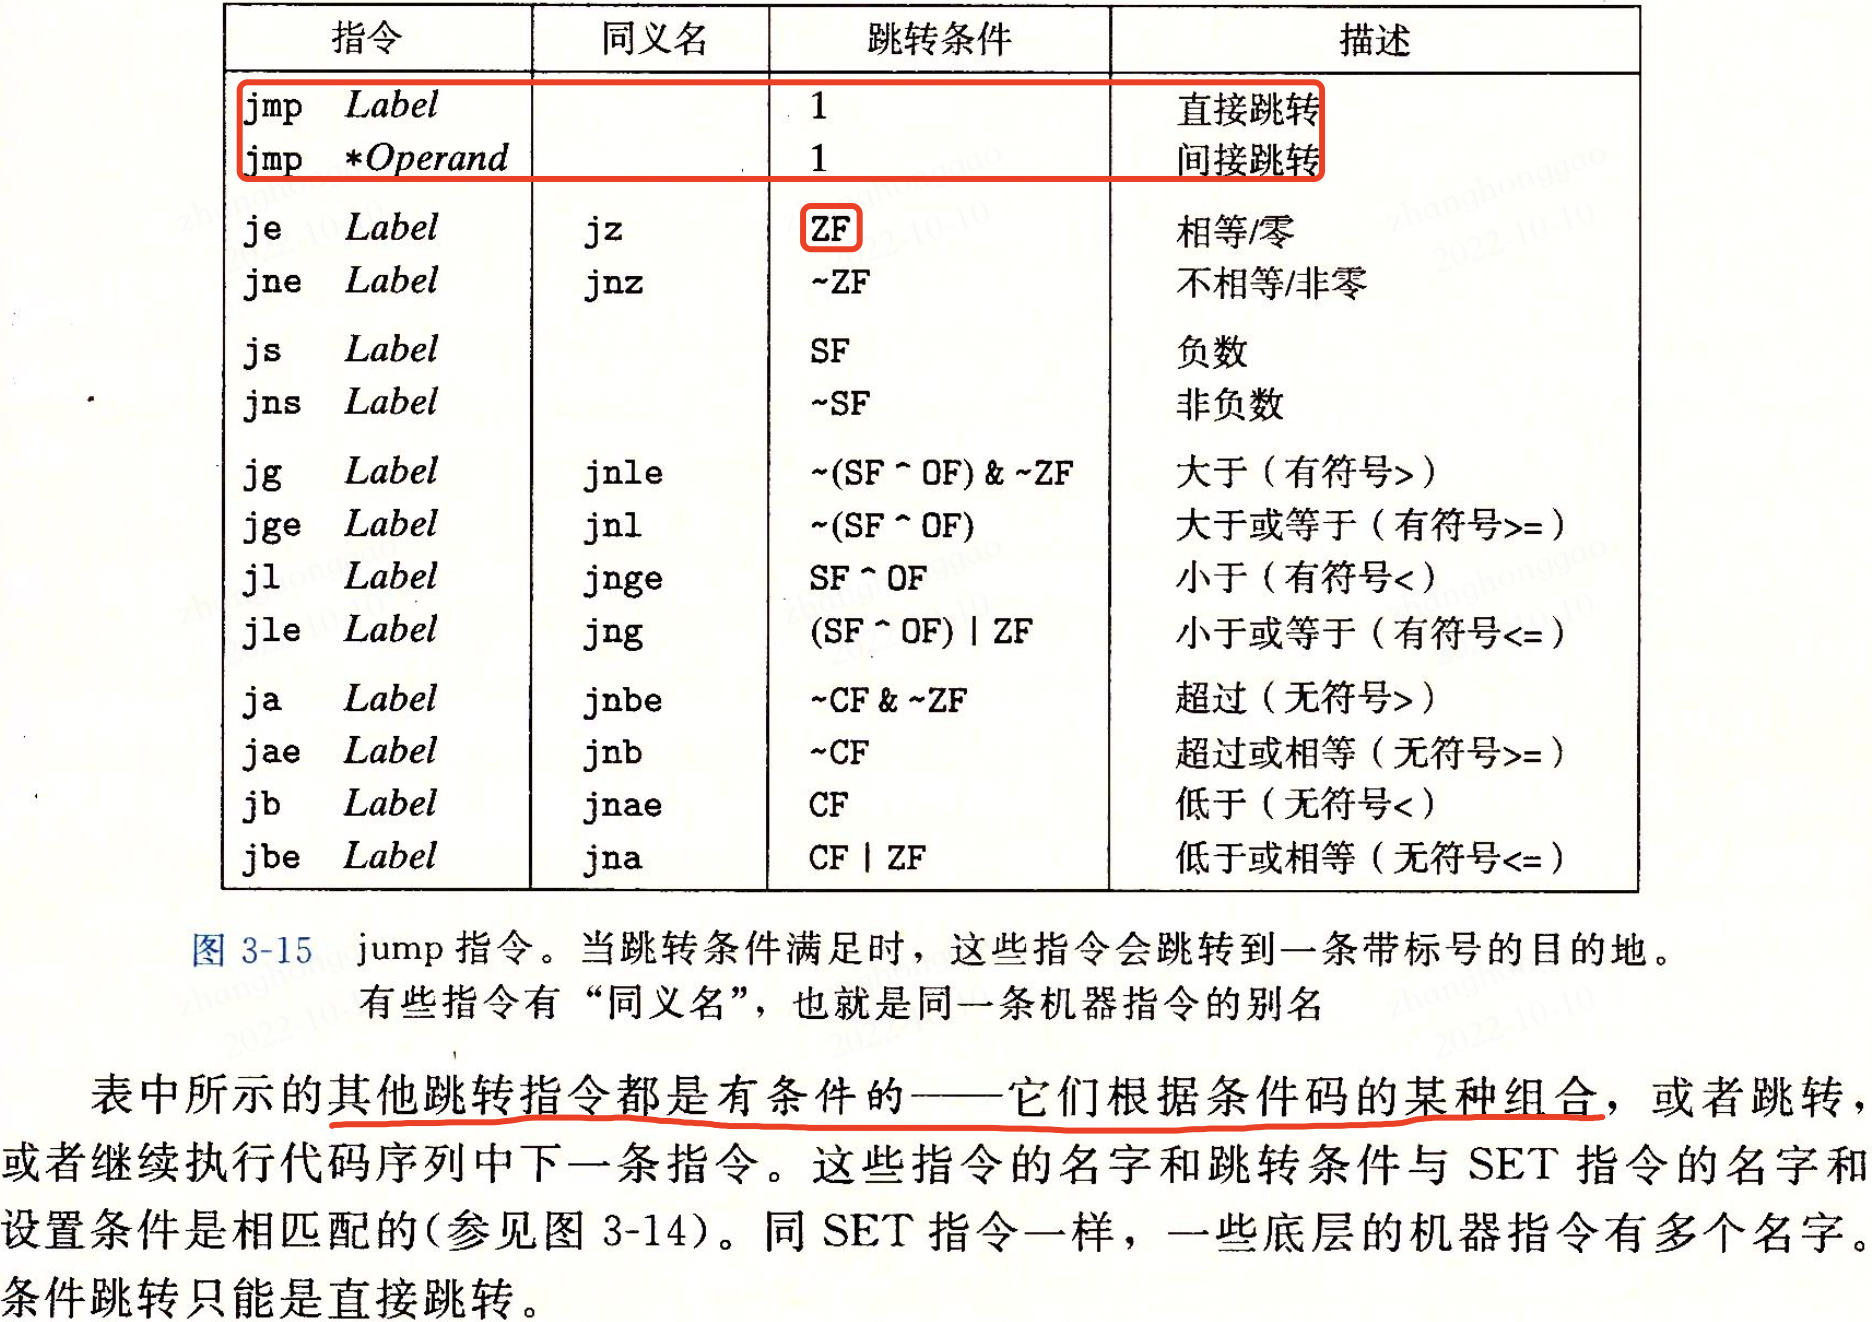 指令 同义名 跳转条件 描述
jmp Label 1 直接跳转
jmp *Operand 1 间接跳转
je Label jz ZF 相等/零
jne Label jnz ~ZF 不相等/非零
js Label SF 负数
jns Label ~SF 非负数
jg Label jnle ~(SF ^ OF) & ~ZF 大于（有符号>）
jge Label jnl ~(SF ^ OF) 大于或等于（有符号>=）
jl Label jnge SF ^ OF 小于（有符号<）
jle Label jng (SF ^ OF) | ZF 小于或等于（有符号<=）
ja Label jnbe ~CF & ~ZF 超过（无符号>）
jae Label jnb ~CF 超过或相等（无符号>=）
jb Label jnae CF 低于（无符号<）
jbe Label jna CF | ZF 低于或相等（无符号<=）
图 3-15 jump 指令。当跳转条件满足时，这些指令会跳转到一条带标号的目的地。
有些指令有“同义名”，也就是同一条机器指令的别名
表中所示的其他跳转指令都是有条件的——它们根据条件码的某种组合，或者跳转，
或者继续执行代码序列中下一条指令。这些指令的名字和跳转条件与 SET 指令的名字和
设置条件是相匹配的(参见图 3-14)。同 SET 指令一样，一些底层的机器指令有多个名字。
条件跳转只能是直接跳转。
zhanghonggao
2022-10-10